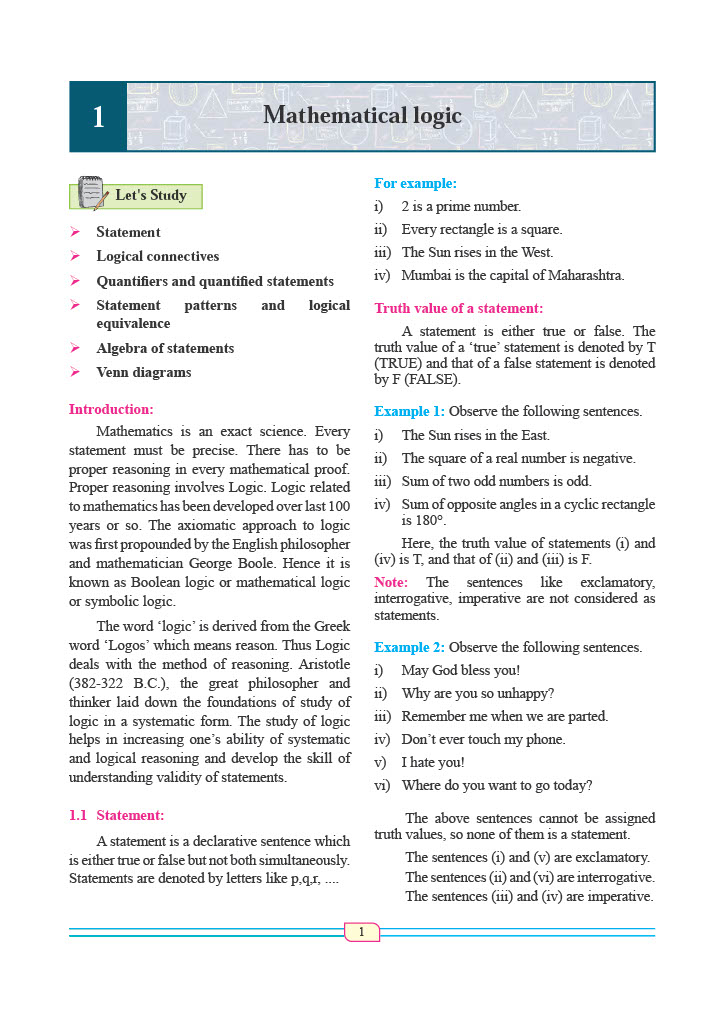 1
Mathematical logic
Let's Study
Statement
Logical connectives
Quantifiers and quantified statements
Statement patterns and logical
equivalence
Algebra of statements
Venn diagrams
Introduction:
Mathematics is an exact science. Every
statement must be precise. There has to be
proper reasoning in every mathematical proof.
Proper reasoning involves Logic. Logic related
to mathematics has been developed over last 100
years or so. The axiomatic approach to logic
was first propounded by the English philosopher
and mathematician George Boole. Hence it is
known as Boolean logic or mathematical logic
or symbolic logic.
The word ‘logic’ is derived from the Greek
word ‘Logos’ which means reason. Thus Logic
deals with the method of reasoning. Aristotle
(382-322 B.C.), the great philosopher and
thinker laid down the foundations of study of
logic in a systematic form. The study of logic
helps in increasing one’s ability of systematic
and logical reasoning and develop the skill of
understanding validity of statements.
1.1 Statement:
A statement is a declarative sentence which
is either true or false but not both simultaneously.
Statements are denoted by letters like p,q,r, ....
For example:
i) 2 is a prime number.
ii) Every rectangle is a square.
iii) The Sun rises in the West.
iv) Mumbai is the capital of Maharashtra.
Truth value of a statement:
A statement is either true or false. The
truth value of a ‘true’ statement is denoted by T
(TRUE) and that of a false statement is denoted
by F (FALSE).
Example 1: Observe the following sentences.
i) The Sun rises in the East.
ii) The square of a real number is negative.
iii) Sum of two odd numbers is odd.
iv) Sum of opposite angles in a cyclic rectangle
is 180°.
Here, the truth value of statements (i) and
(iv) is T, and that of (ii) and (iii) is F.
Note: The sentences like exclamatory,
interrogative, imperative are not considered as
statements.
Example 2: Observe the following sentences.
i) May God bless you!
ii) Why are you so unhappy?
iii) Remember me when we are parted.
iv) Don’t ever touch my phone.
v) I hate you!
vi) Where do you want to go today?
The above sentences cannot be assigned
truth values, so none of them is a statement.
The sentences (i) and (v) are exclamatory.
The sentences (ii) and (vi) are interrogative.
The sentences (iii) and (iv) are imperative.
1